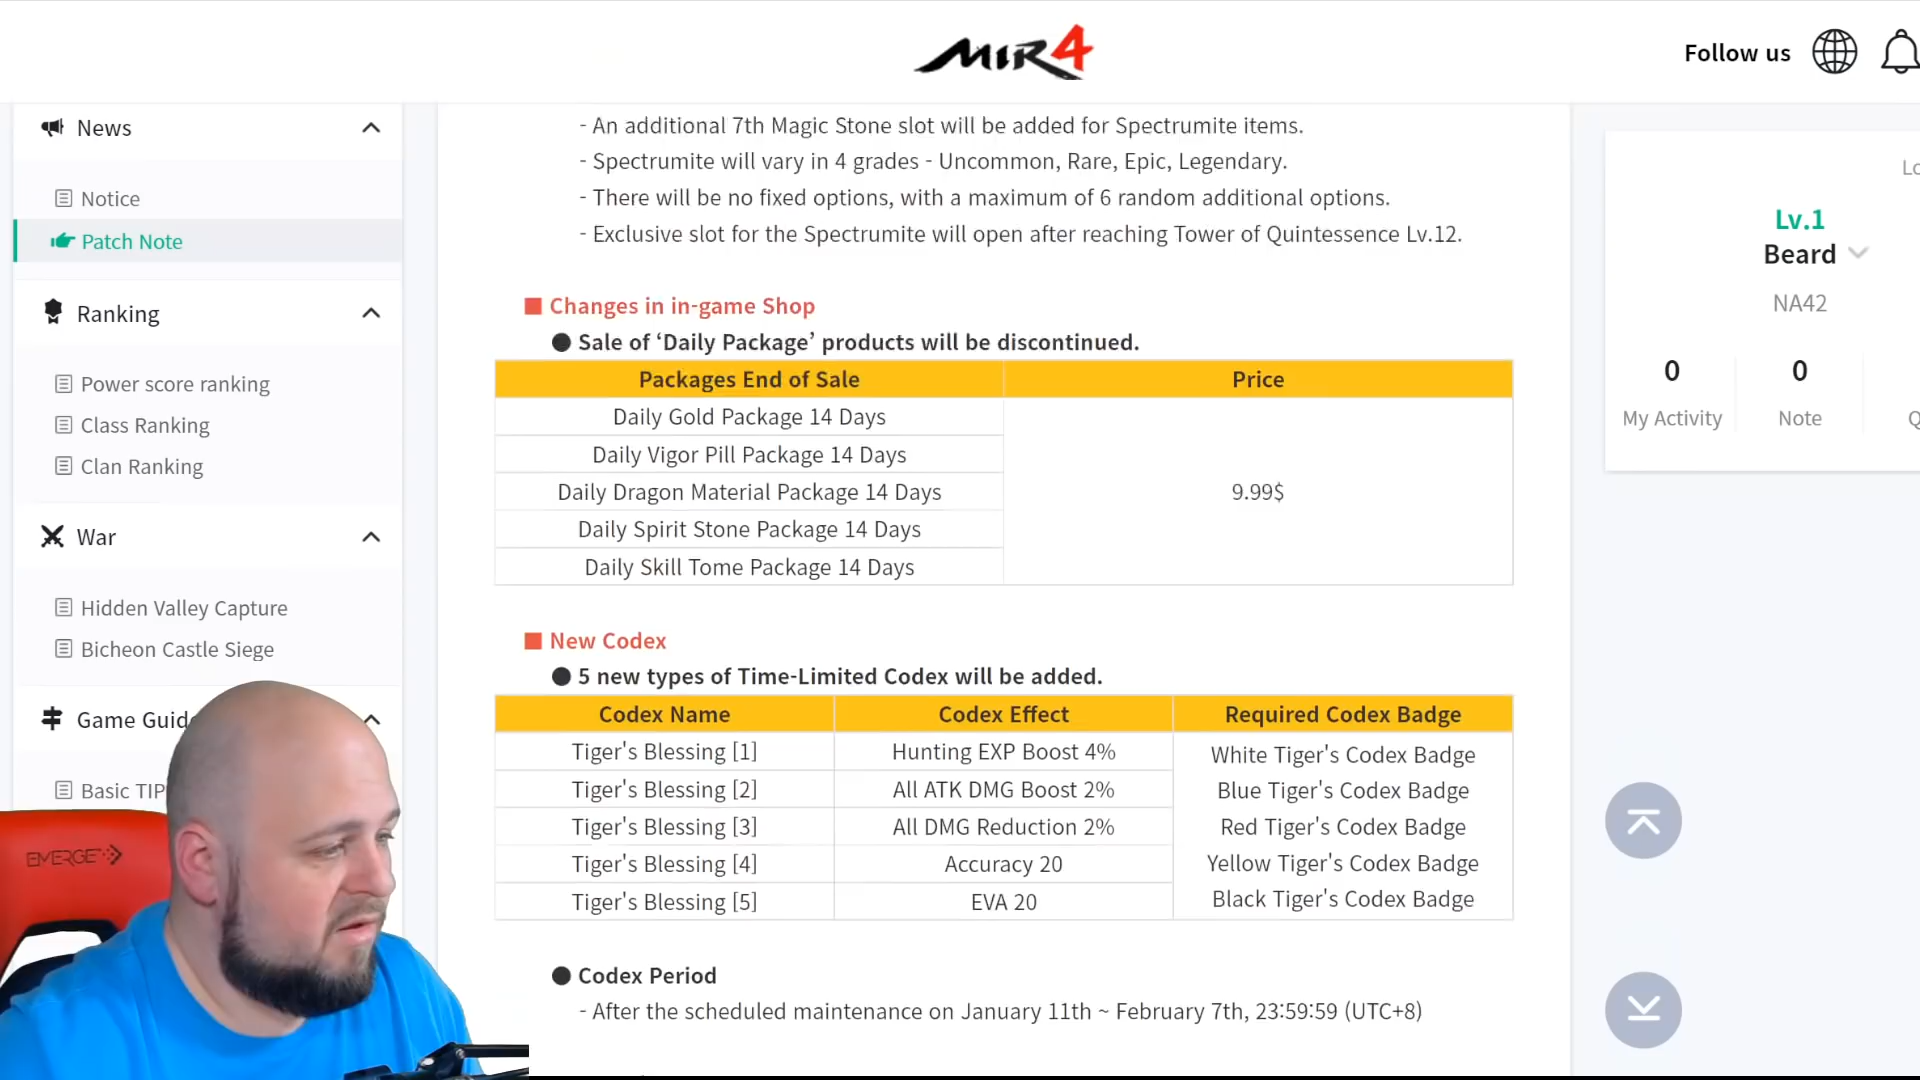 MIR4
Follow us
News
Notice
Patch Note
Ranking
Power score ranking
Class Ranking
Clan Ranking
War
Hidden Valley Capture
Bicheon Castle Siege
Game Guid
Basic TIP
EMERGE
- An additional 7th Magic Stone slot will be added for Spectrumite items.
- Spectrumite will vary in 4 grades - Uncommon, Rare, Epic, Legendary.
- There will be no fixed options, with a maximum of 6 random additional options.
- Exclusive slot for the Spectrumite will open after reaching Tower of Quintessence Lv.12.
■ Changes in in-game Shop
● Sale of ‘Daily Package’ products will be discontinued.
Packages End of Sale Price
Daily Gold Package 14 Days
Daily Vigor Pill Package 14 Days
Daily Dragon Material Package 14 Days 9.99$
Daily Spirit Stone Package 14 Days
Daily Skill Tome Package 14 Days
■ New Codex
● 5 new types of Time-Limited Codex will be added.
Codex Name Codex Effect Required Codex Badge
Tiger's Blessing [1] Hunting EXP Boost 4% White Tiger's Codex Badge
Tiger's Blessing [2] All ATK DMG Boost 2% Blue Tiger's Codex Badge
Tiger's Blessing [3] All DMG Reduction 2% Red Tiger's Codex Badge
Tiger's Blessing [4] Accuracy 20 Yellow Tiger's Codex Badge
Tiger's Blessing [5] EVA 20 Black Tiger's Codex Badge
● Codex Period
- After the scheduled maintenance on January 11th ~ February 7th, 23:59:59 (UTC+8)
Lo
Lv.1
Beard
NA42
0 0
My Activity Note Q